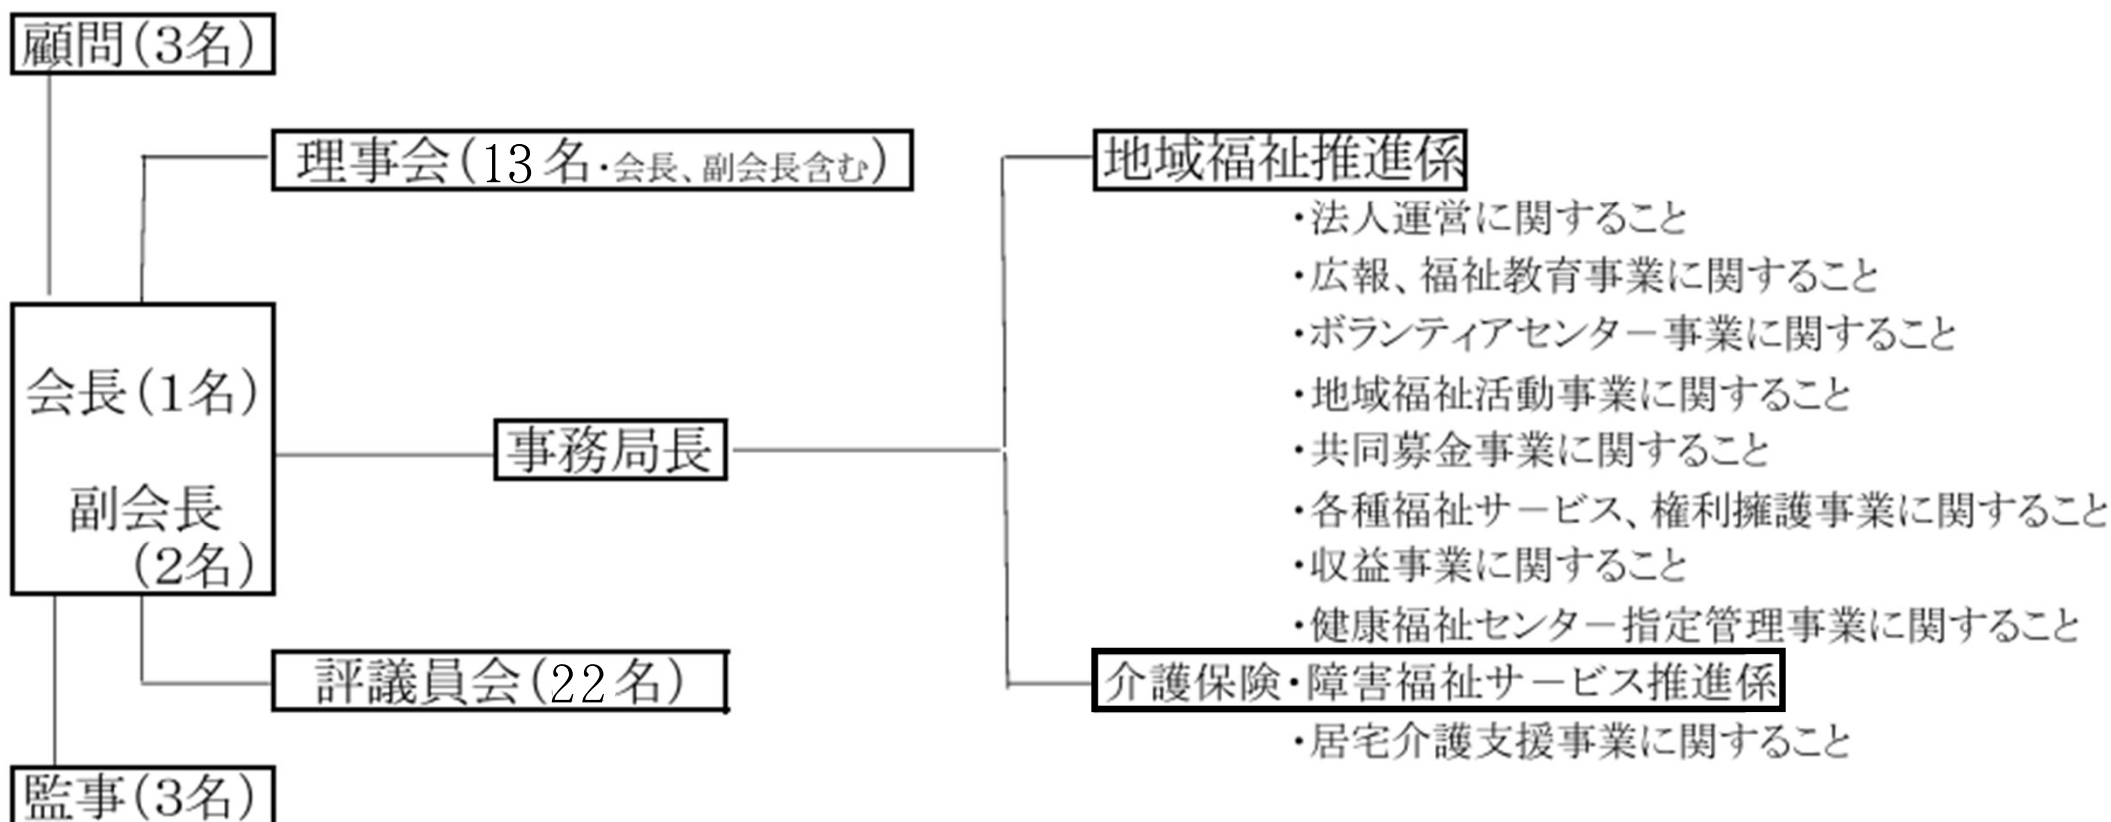 顧問(3名)
理事会(13名・会長、副会長含む)
地域福祉推進係
・法人運営に関すること
・広報、福祉教育事業に関すること
・ボランティアセンター事業に関すること
・地域福祉活動事業に関すること
・共同募金事業に関すること
・各種福祉サービス、権利擁護事業に関すること
・収益事業に関すること
・健康福祉センター指定管理事業に関すること
会長(1名)
副会長
(2名)
事務局長
評議員会(22名)
介護保険・障害福祉サービス推進係
・居宅介護支援事業に関すること
監事(3名)